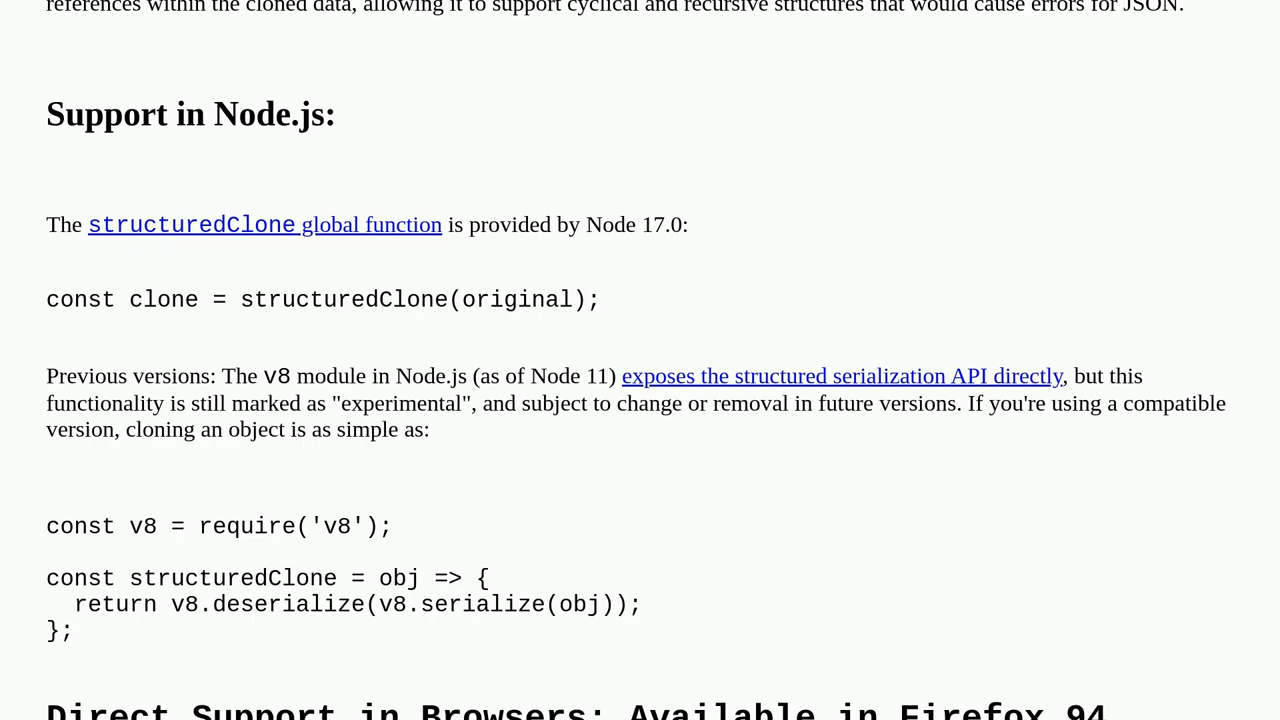 references within the cloned data, allowing it to support cyclical and recursive structures that would cause errors for JSON.
Support in Node.js:
The structuredClone global function is provided by Node 17.0:
const clone = structuredClone(original);
Previous versions: The v8 module in Node.js (as of Node 11) exposes the structured serialization API directly, but this
functionality is still marked as "experimental", and subject to change or removal in future versions. If you're using a compatible
version, cloning an object is as simple as:
const v8 = require('v8');
const structuredClone = obj => {
  return v8.deserialize(v8.serialize(obj));
};
Direct Support in Browsers: Available in Firefox 94